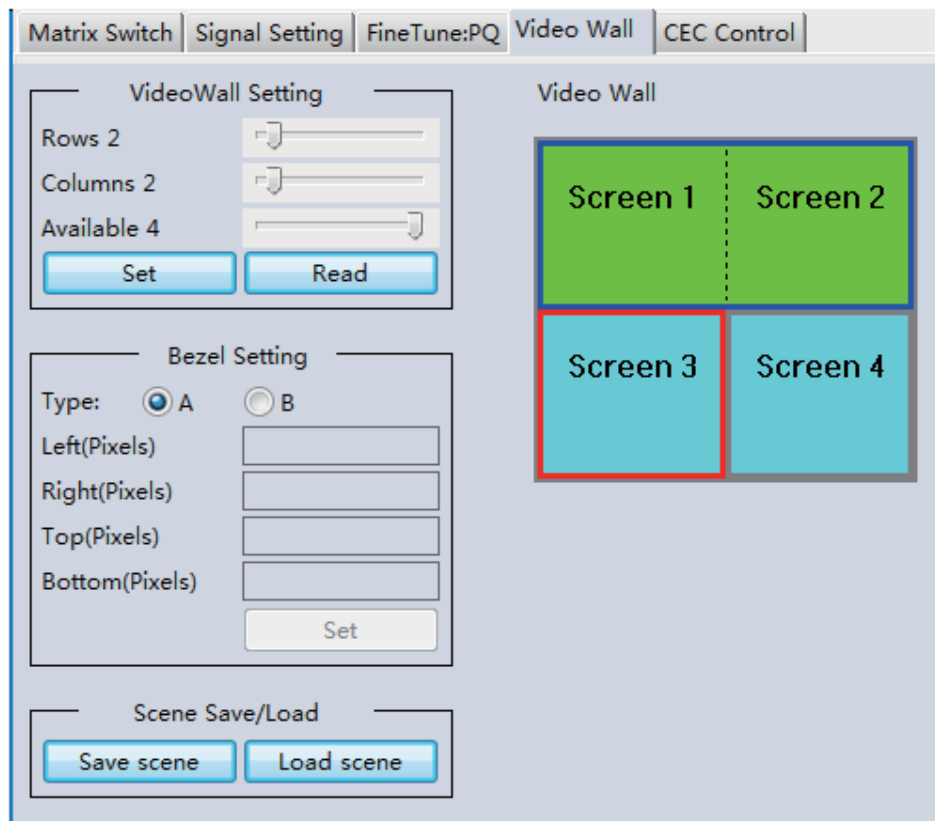 Matrix Switch Signal Setting FineTune:PQ Video Wall CEC Control
VideoWall Setting
Rows 2
Columns 2
Available 4
Set Read
Bezel Setting
Type: A B
Left(Pixels)
Right(Pixels)
Top(Pixels)
Bottom(Pixels)
Set
Scene Save/Load
Save scene Load scene
Video Wall
Screen 1 Screen 2
Screen 3 Screen 4